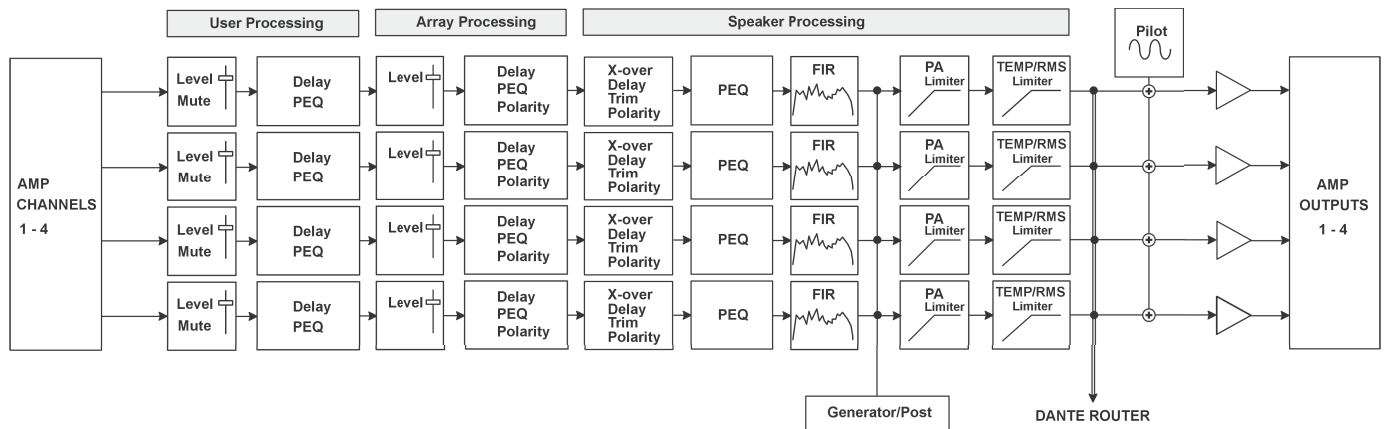 User Processing
Array Processing
Speaker Processing
Pilot
AMP
CHANNELS
1 - 4
Level
Mute
Delay
PEQ
Level
Delay
PEQ
Polarity
X-over
Delay
Trim
Polarity
PEQ
FIR
PA
Limiter
TEMP/RMS
Limiter
Level
Mute
Delay
PEQ
Level
Delay
PEQ
Polarity
X-over
Delay
Trim
Polarity
PEQ
FIR
PA
Limiter
TEMP/RMS
Limiter
Level
Mute
Delay
PEQ
Level
Delay
PEQ
Polarity
X-over
Delay
Trim
Polarity
PEQ
FIR
PA
Limiter
TEMP/RMS
Limiter
Level
Mute
Delay
PEQ
Level
Delay
PEQ
Polarity
X-over
Delay
Trim
Polarity
PEQ
FIR
PA
Limiter
TEMP/RMS
Limiter
AMP
OUTPUTS
1 - 4
Generator/Post
DANTE ROUTER